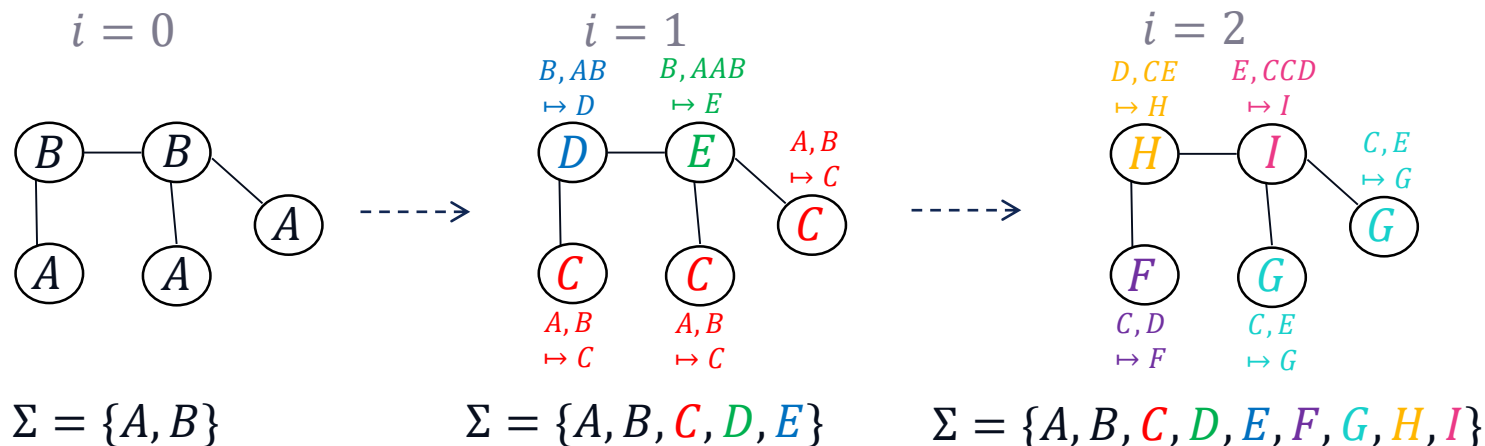 i = 0
i = 1
i = 2
B, AB
↦ D
B, AAB
↦ E
D, CE
↦ H
E, CCD
↦ I
B
B
D
E
A, B
↦ C
H
I
C, E
↦ G
A
C
G
A
A
C
C
F
G
A, B
↦ C
A, B
↦ C
C, D
↦ F
C, E
↦ G
Σ = {A, B}
Σ = {A, B, C, D, E}
Σ = {A, B, C, D, E, F, G, H, I}